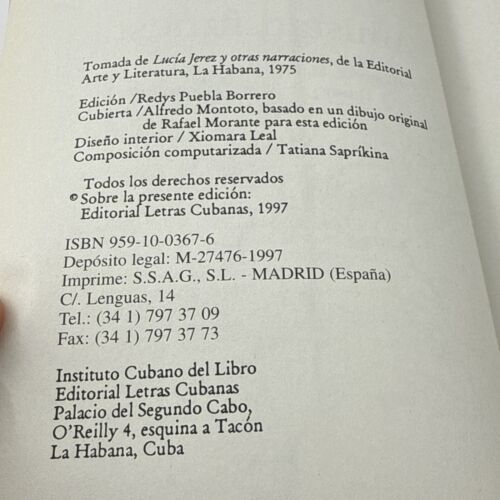 Tomada de Lucía Jerez y otras narraciones, de la Editorial
Arte y Literatura, La Habana, 1975
Edición /Redys Puebla Borrero
Cubierta /Alfredo Montoto, basado en un dibujo original
de Rafael Morante para esta edición
Diseño interior / Xiomara Leal
Composición computarizada / Tatiana Sapríkina
Todos los derechos reservados
© Sobre la presente edición:
Editorial Letras Cubanas, 1997
ISBN 959-10-0367-6
Depósito legal: M-27476-1997
Imprime: S.S.A.G., S.L. - MADRID (España)
C/. Lenguas, 14
Tel.: (34 1) 797 37 09
Fax: (34 1) 797 37 73
Instituto Cubano del Libro
Editorial Letras Cubanas
Palacio del Segundo Cabo,
O'Reilly 4, esquina a Tacón
La Habana, Cuba